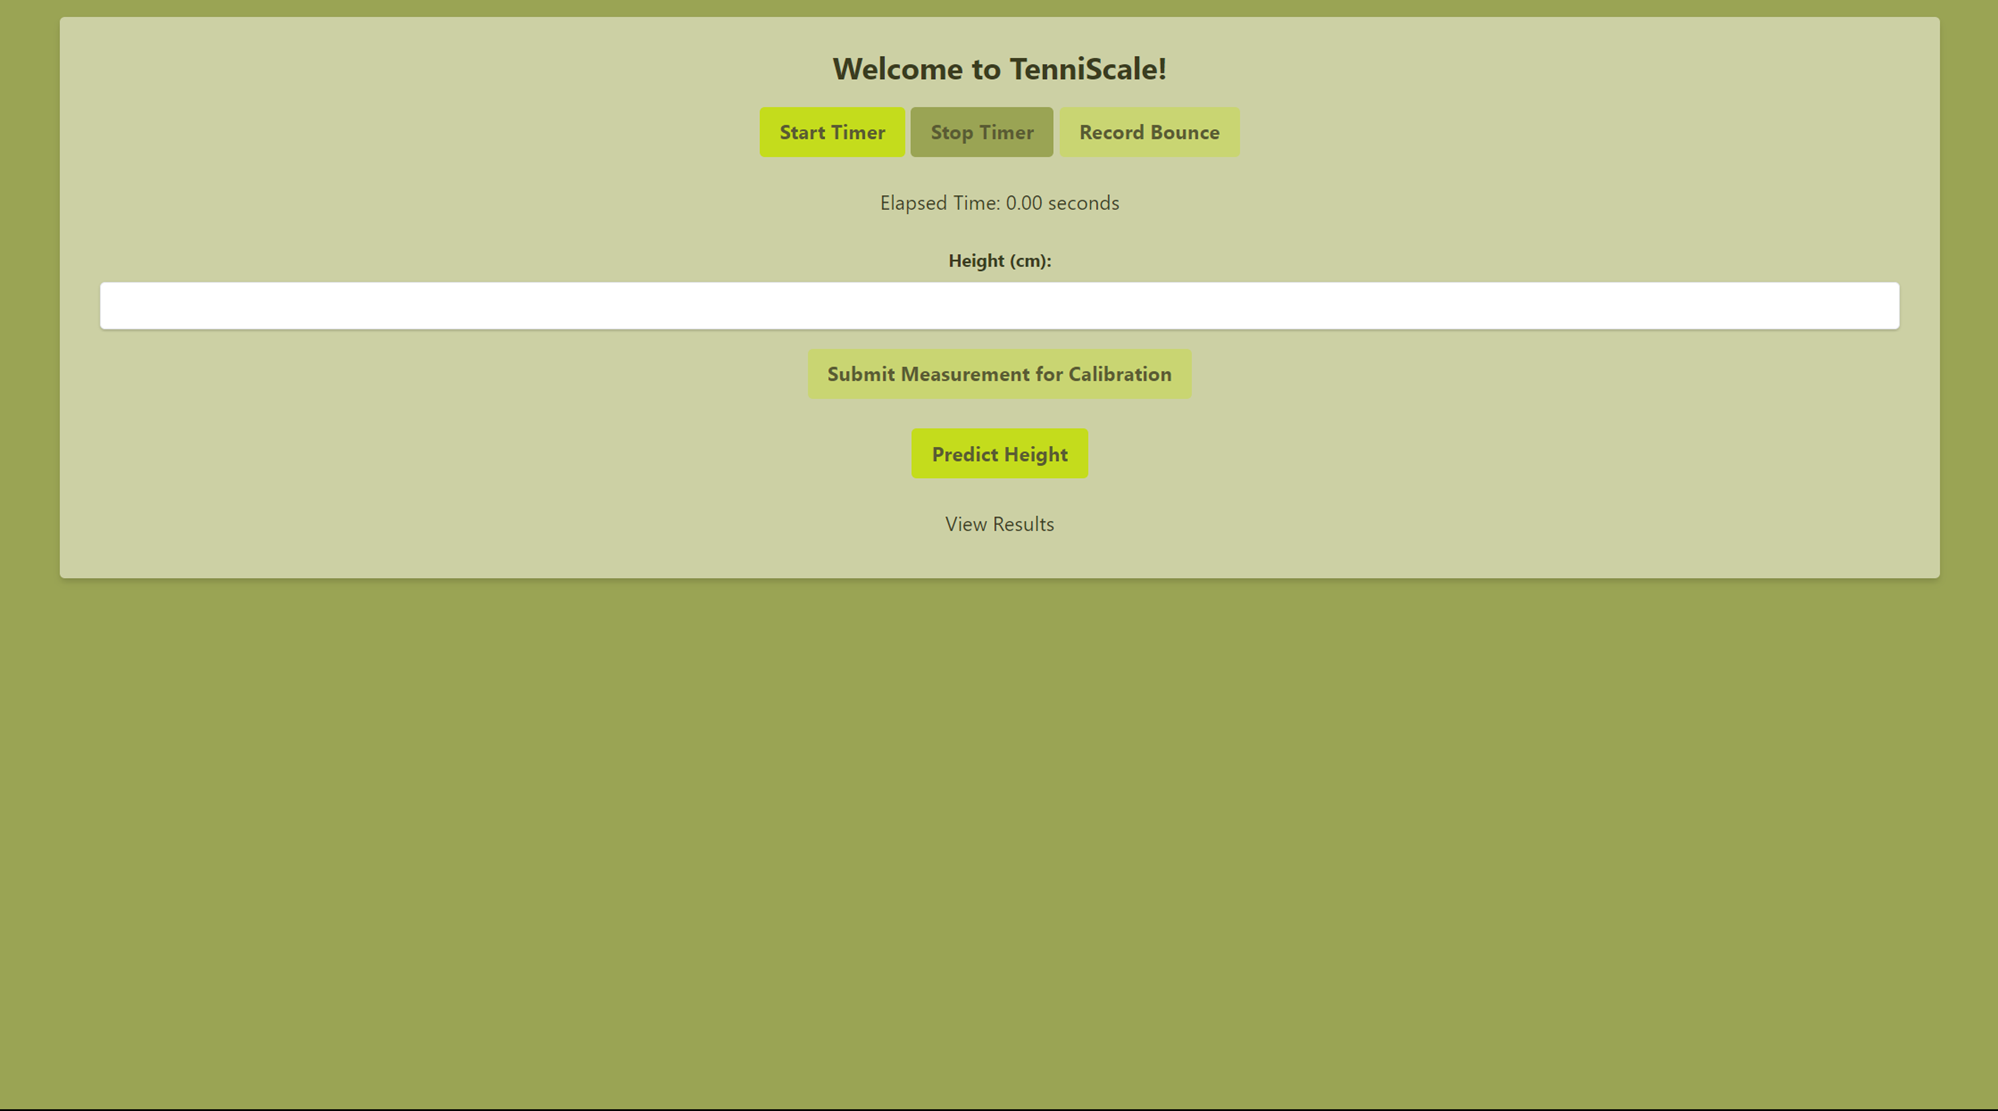 Welcome to TenniScale!
Start Timer Stop Timer Record Bounce
Elapsed Time: 0.00 seconds
Height (cm):
Submit Measurement for Calibration
Predict Height
View Results